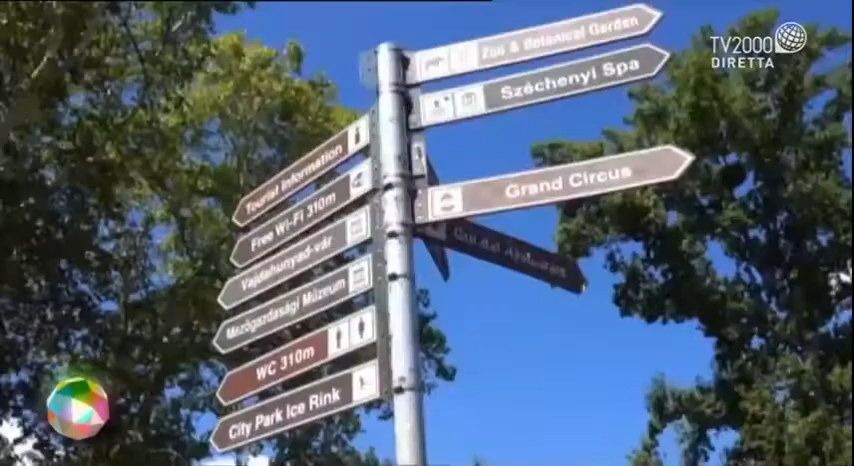 Zoo & Botanical Garden
Széchenyi Spa
Grand Circus
Tourist Information
Free Wi-Fi 310m
Vajdahunyad-vár
Mezőgazdasági Múzeum
WC 310m
City Park Ice Rink
TV2000
DIRETTA